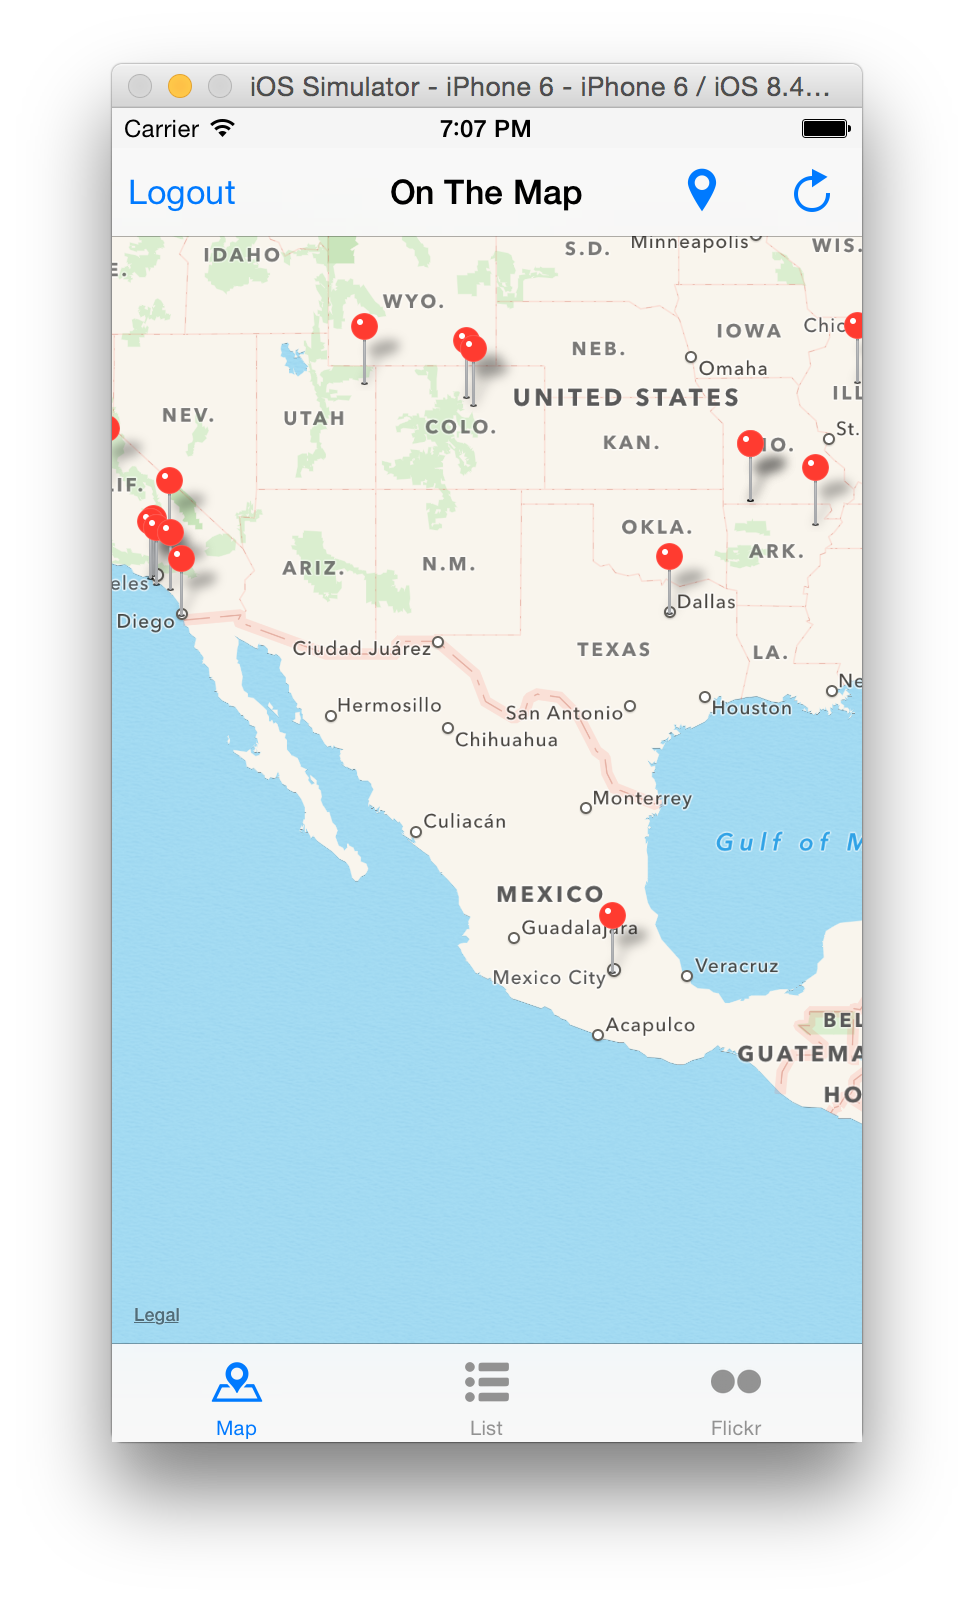 iOS Simulator - iPhone 6 - iPhone 6 / iOS 8.4...
Carrier
7:07 PM
Logout
On The Map
Minneapolis
S.D.
WIS.
IDAHO
E.
WYO.
Chic
IOWA
NEB.
Omaha
ILL
UNITED STATES
NEV.
UTAH
COLO.
St.
KAN.
IO.
LIF.
OKLA.
ARK.
ARIZ.
N.M.
eles
Dallas
Diego
Ciudad Juárez
TEXAS
LA.
Ne
Hermosillo
San Antonio
Houston
Chihuahua
Monterrey
Culiacán
Gulf of M
MEXICO
Guadalajara
Veracruz
Mexico City
Acapulco
BEL
GUATEMA
HO
Legal
Map
List
Flickr